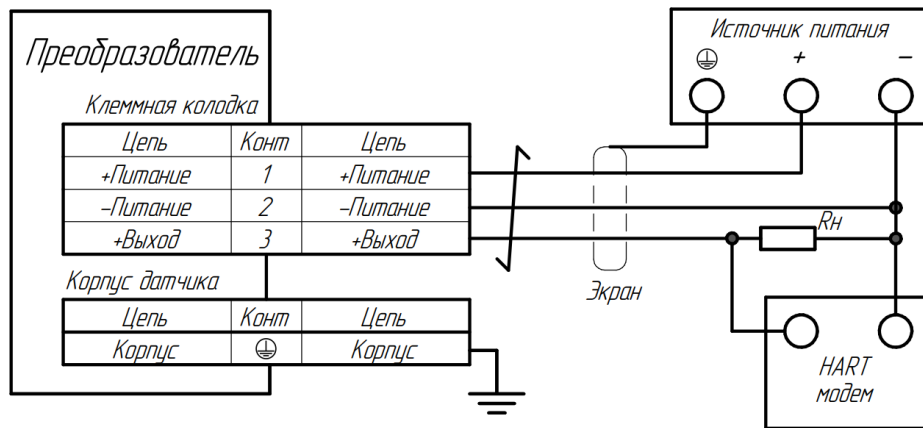 Преобразователь
Клеммная колодка
Цепь Конт Цепь
+Питание 1 +Питание
−Питание 2 −Питание
+Выход 3 +Выход
Корпус датчика
Цепь Конт Цепь
Корпус Корпус
Экран
Источник питания
+ −
Rн
HART
модем